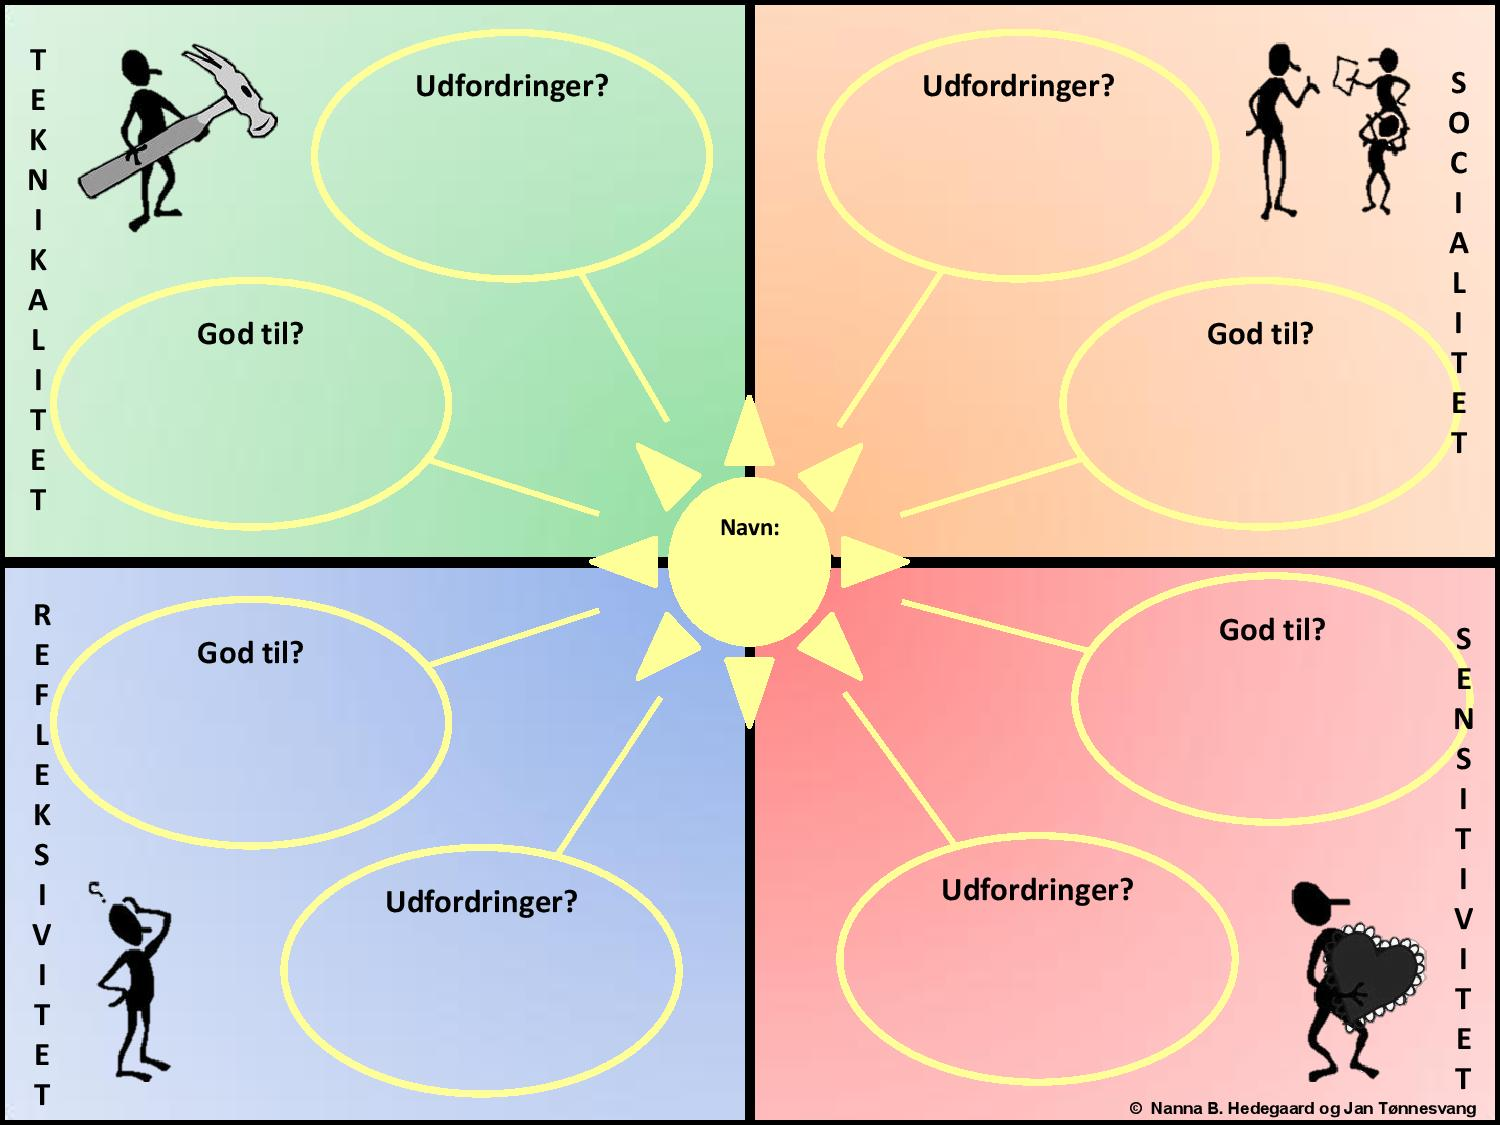 TEKNIKALITET
Udfordringer?
God til?
Udfordringer?
God til?
SOCIALITET
Navn:
REFLEKSIVITET
God til?
Udfordringer?
God til?
Udfordringer?
SENSITIVITET
© Nanna B. Hedegaard og Jan Tønnesvang